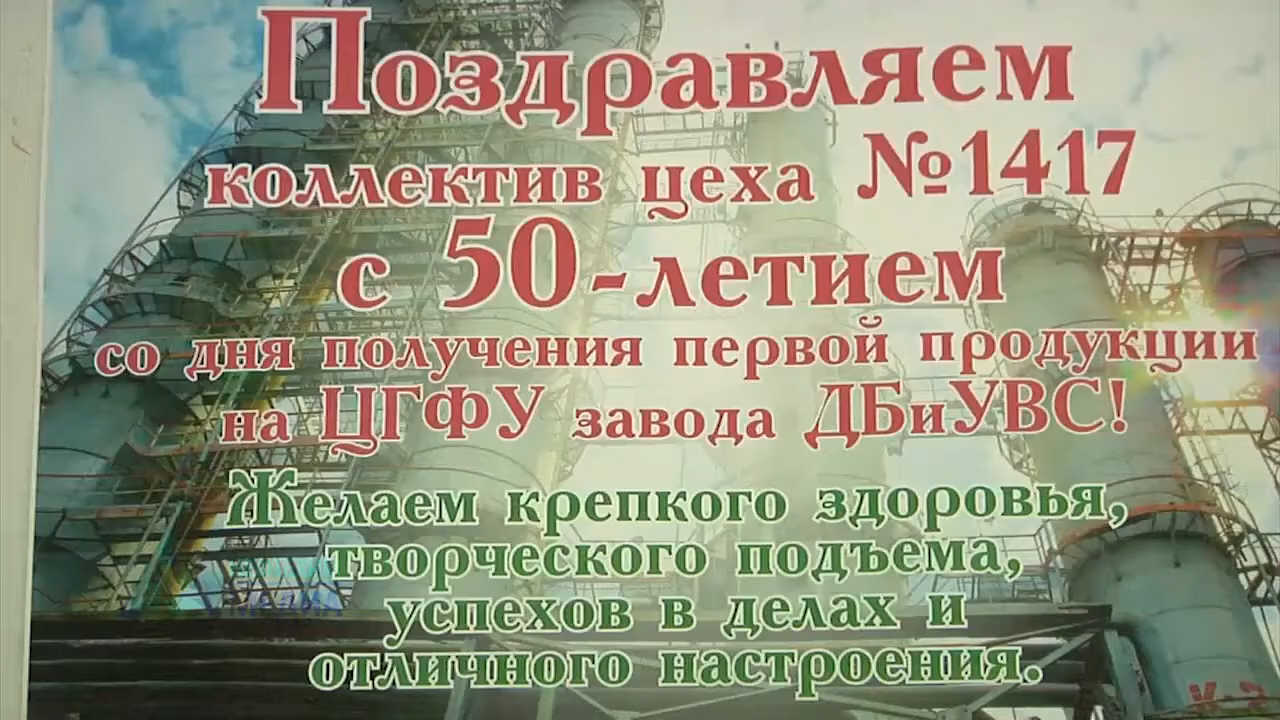 Поздравляем
коллектив цеха №1417
с 50-летием
со дня получения первой продукции
на ЦГФУ завода ДБиУВС!
Желаем крепкого здоровья,
творческого подъема,
успехов в делах и
отличного настроения.
К-2